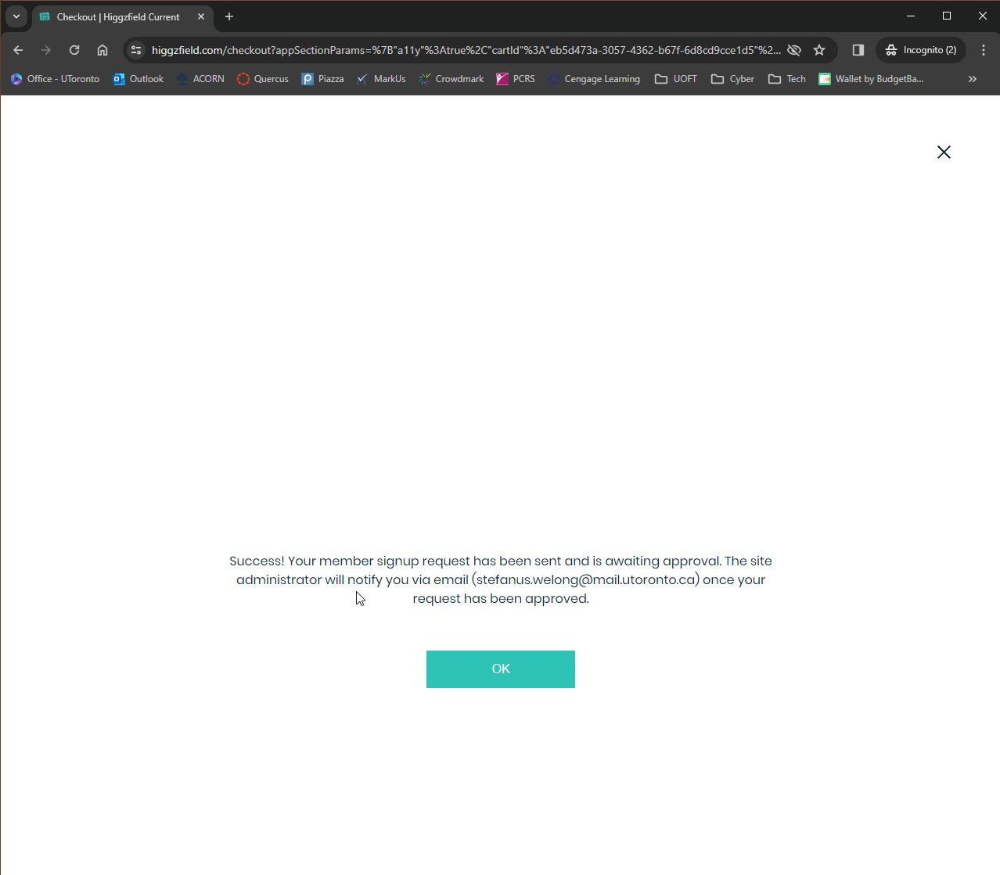 Checkout | Higgzfield Current
higgzfield.com/checkout?appSectionParams=%7B"a11y"%3Atrue%2C"cartId"%3A"eb5d473a-3057-4362-b67f-6d8cd9cce1d5"%2...
Incognito (2)
Office - UToronto
Outlook
ACORN
Quercus
Piazza
MarkUs
Crowdmark
PCRS
Cengage Learning
UOFT
Cyber
Tech
Wallet by BudgetBa...
Success! Your member signup request has been sent and is awaiting approval. The site
administrator will notify you via email (stefanus.welong@mail.utoronto.ca) once your
request has been approved.
OK